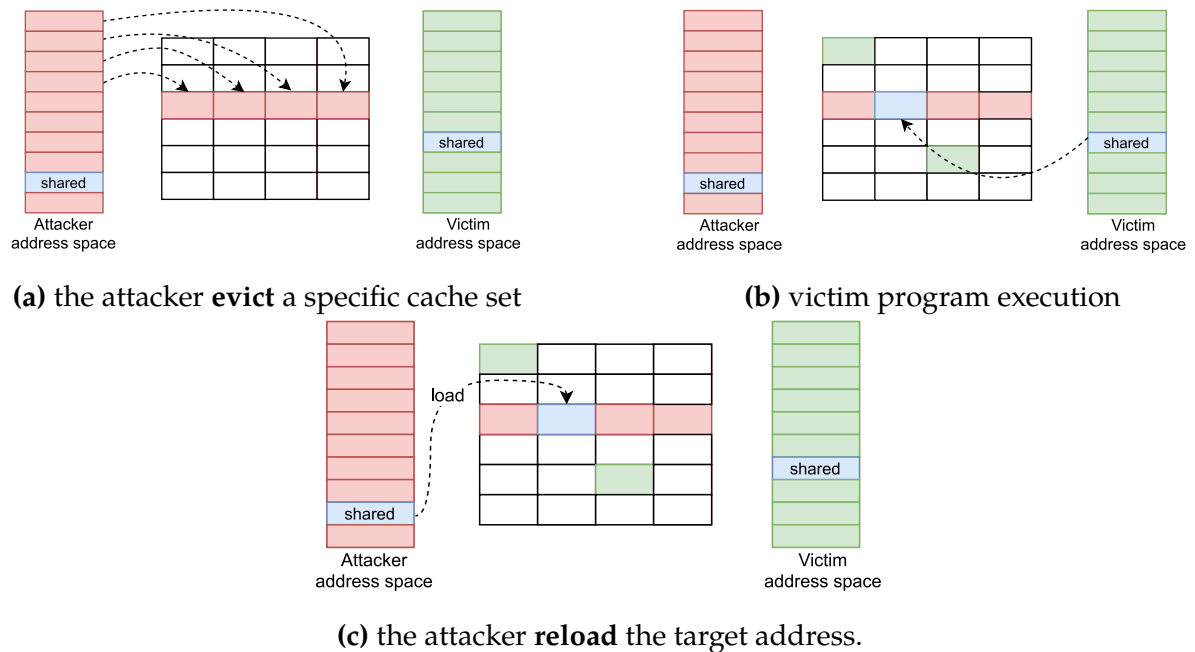 shared
shared
Attacker
address space
Victim
address space
(a) the attacker evict a specific cache set
shared
shared
Attacker
address space
Victim
address space
(b) victim program execution
load
shared
shared
Attacker
address space
Victim
address space
(c) the attacker reload the target address.